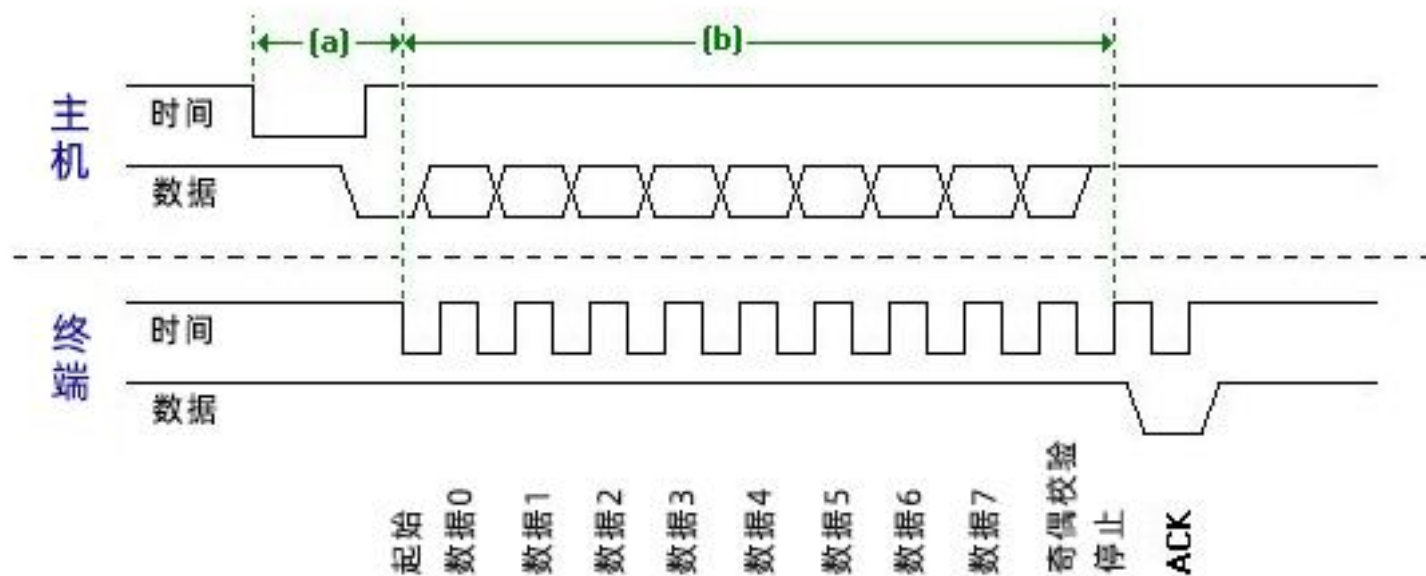 (a)
(b)
主机
时间
数据
终端
时间
数据
起始
数据0
数据1
数据2
数据3
数据4
数据5
数据6
数据7
奇偶校验
停止
ACK